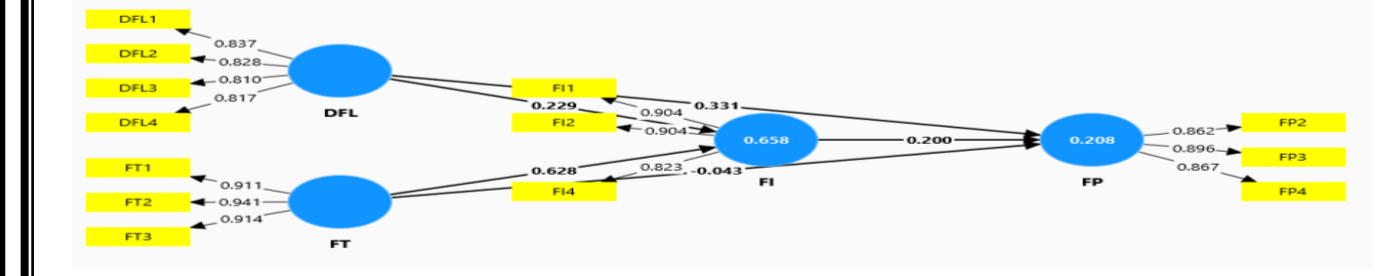 DFL1
0.837
DFL2
0.828
DFL3
0.810
0.817
DFL4
DFL
FI1
0.229
0.331
0.904
FI2
0.904
0.658
0.200
0.208
FP2
0.862
FP3
0.896
0.867
FP4
FT1
0.911
FT2
0.941
FT3
0.914
FT
0.628
0.823
-0.043
FI4
FI
FP